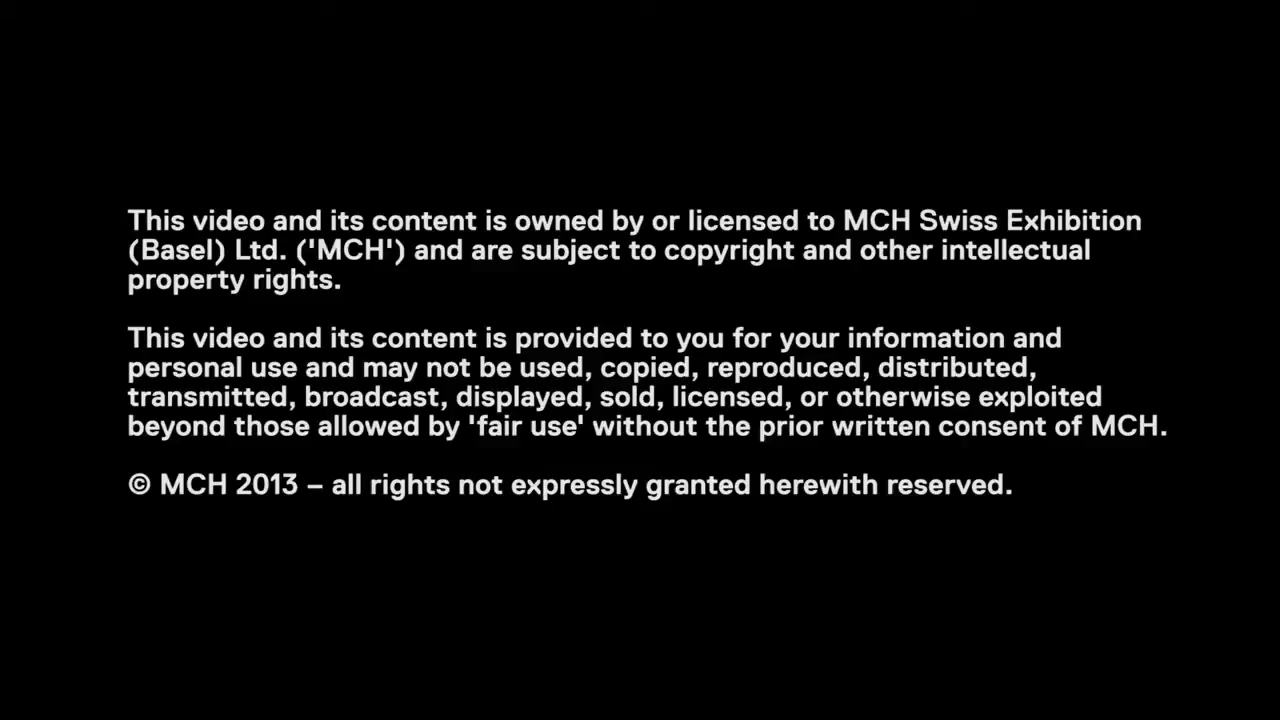 This video and its content is owned by or licensed to MCH Swiss Exhibition
(Basel) Ltd. ('MCH') and are subject to copyright and other intellectual
property rights.
This video and its content is provided to you for your information and
personal use and may not be used, copied, reproduced, distributed,
transmitted, broadcast, displayed, sold, licensed, or otherwise exploited
beyond those allowed by 'fair use' without the prior written consent of MCH.
© MCH 2013 – all rights not expressly granted herewith reserved.